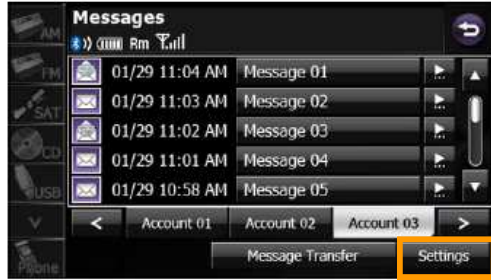 Messages
AM
Rm
FM
01/29 11:04 AM Message 01
01/29 11:03 AM Message 02
SAT
01/29 11:02 AM Message 03
CD
01/29 11:01 AM Message 04
USB
01/29 10:58 AM Message 05
< Account 01 Account 02 Account 03 >
Phone
Message Transfer Settings